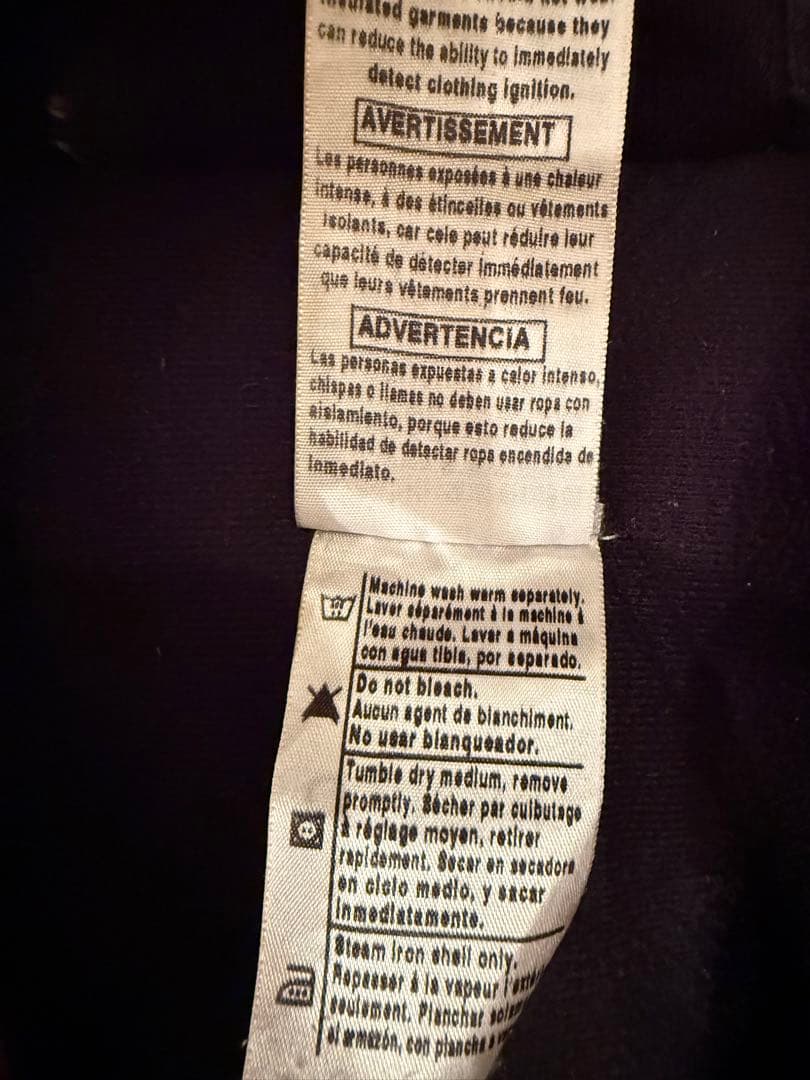 insulated garments because they
can reduce the ability to immediately
detect clothing ignition.
AVERTISSEMENT
Les personnes exposées à une chaleur
intense, à des étincelles ou vétements
isolants, car cele peut réduire leur
capacité de détecter immédiatement
que leurs vêtements prennent feu.
ADVERTENCIA
Las personas expuestas a calor intenso,
chispas o llamas no deben usar ropa con
aislamiento, porque esto reduce la
habilidad de detectar ropa encendida de
inmediato.
Machine wash warm separately.
Laver séparément à la machine à
l'eau chaude. Lavar a máquina
con agua tibia, por separado.
Do not bleach.
Aucun agent de blanchiment.
No usar blanqueador.
Tumble dry medium, remove
promptly. Sécher par culbutage
à réglage moyen, retirer
rapidement. Secar en secadora
en ciclo medio, y sacar
inmediatamente.
Steam iron shell only.
Repasser à la vapeur
seulement. Planchar
el armazón, con plancha a